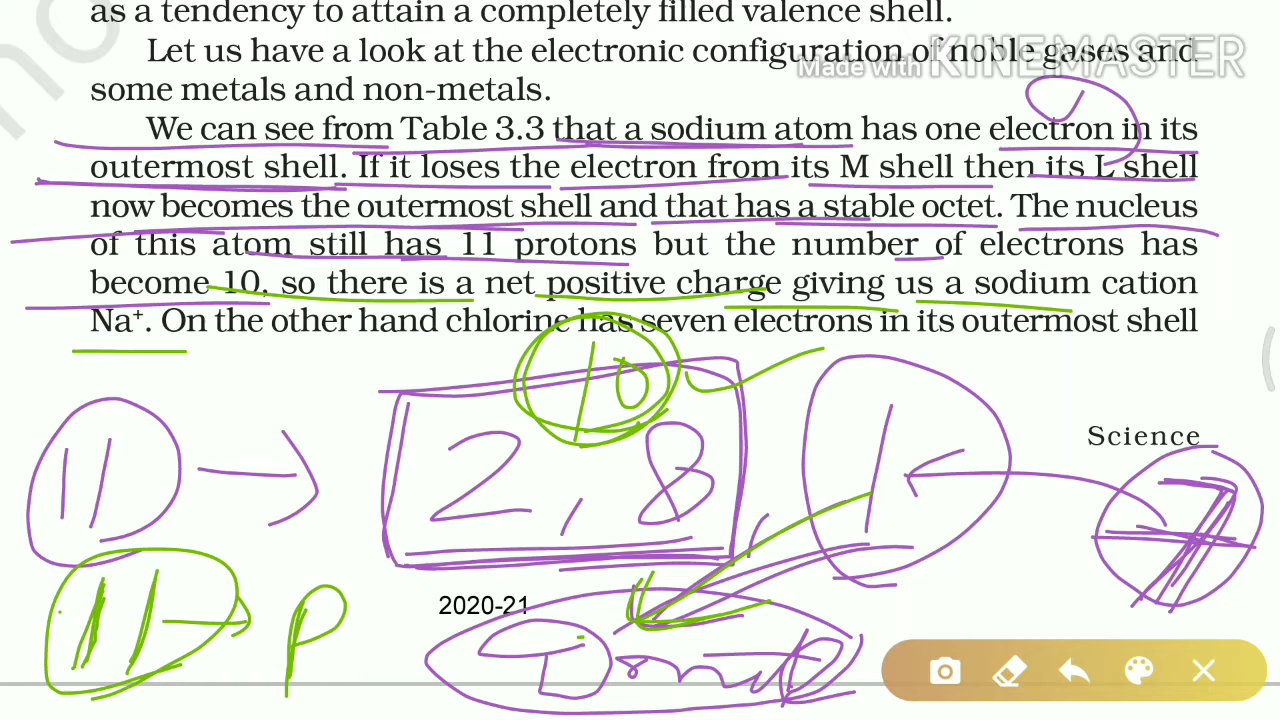 as a tendency to attain a completely filled valence shell.
Let us have a look at the electronic configuration of noble gases and
Made with KINEMASTER
some metals and non-metals.
We can see from Table 3.3 that a sodium atom has one electron in its
outermost shell. If it loses the electron from its M shell then its L shell
now becomes the outermost shell and that has a stable octet. The nucleus
of this atom still has 11 protons but the number of electrons has
become 10, so there is a net positive charge giving us a sodium cation
Na⁺. On the other hand chlorine has seven electrons in its outermost shell
10
Science
11 → 2, 8, 1
7
11 → P
2020-21